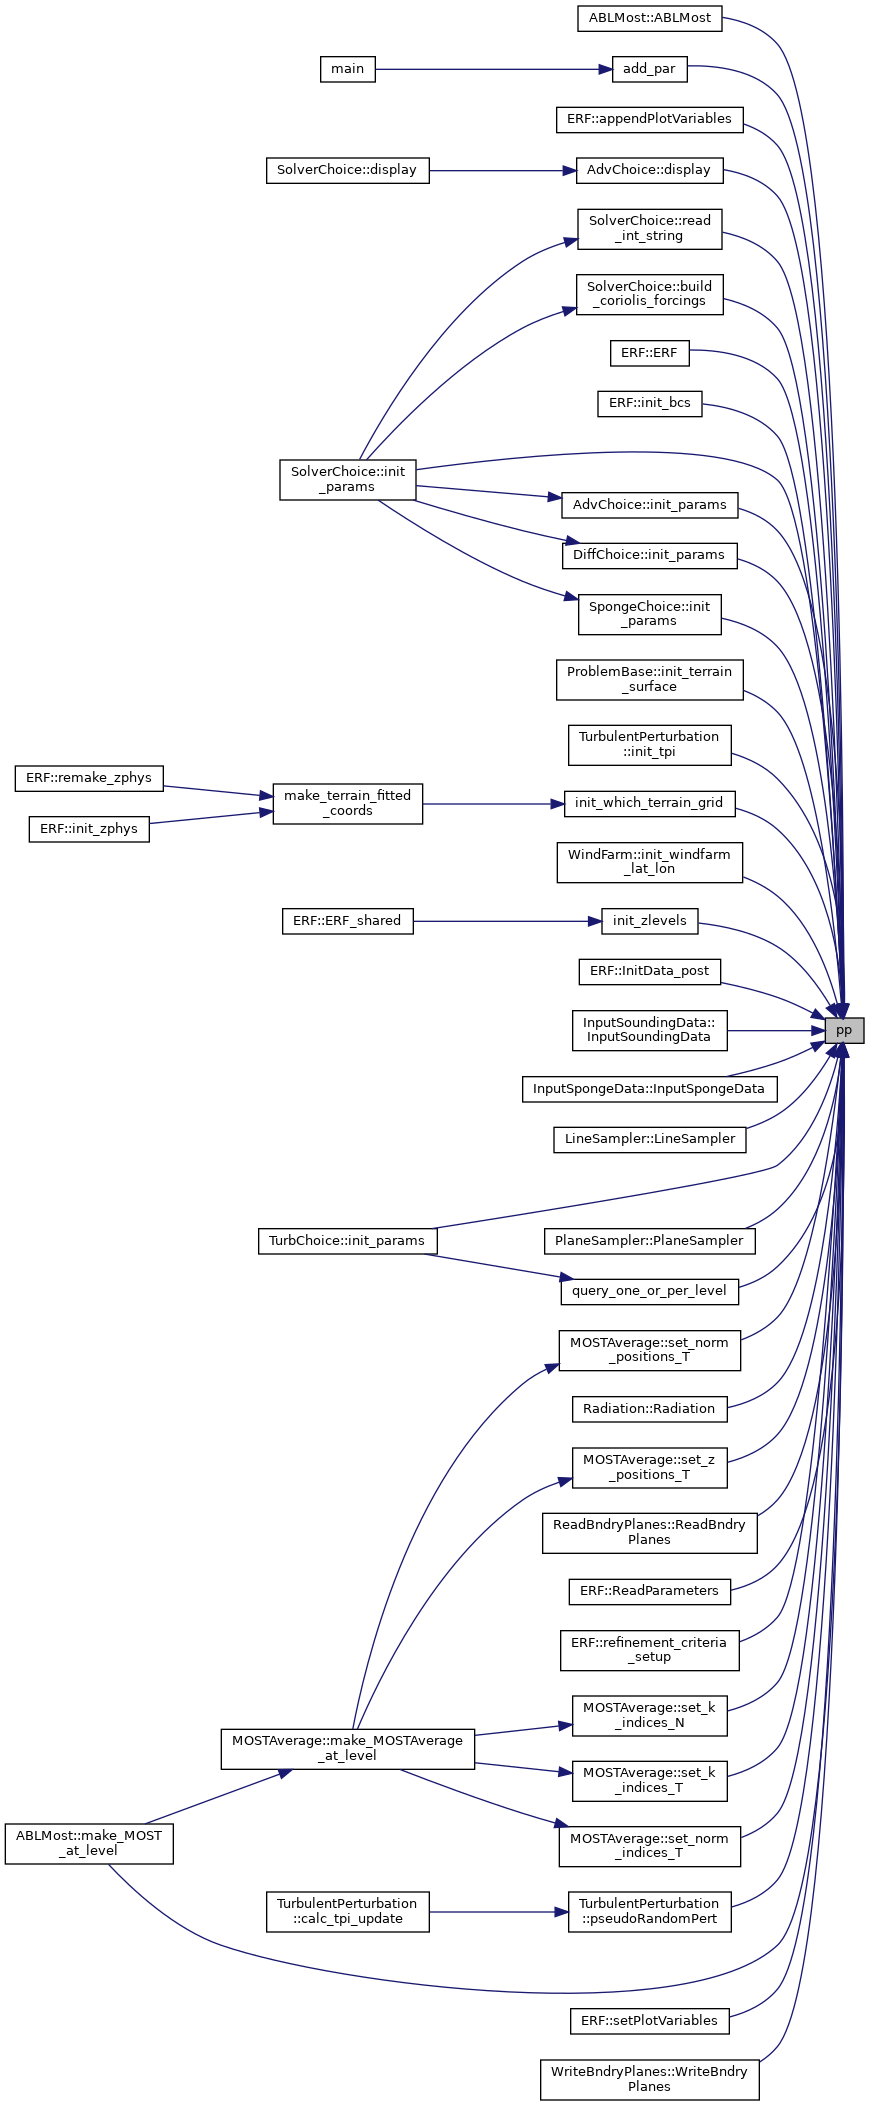 ABLMost::ABLMost
main
add_par
ERF::appendPlotVariables
SolverChoice::display
AdvChoice::display
SolverChoice::read
_int_string
SolverChoice::build
_coriolis_forcings
ERF::ERF
ERF::init_bcs
SolverChoice::init
_params
AdvChoice::init_params
DiffChoice::init_params
SpongeChoice::init
_params
ProblemBase::init_terrain
_surface
TurbulentPerturbation
::init_tpi
ERF::remake_zphys
make_terrain_fitted
_coords
init_which_terrain_grid
ERF::init_zphys
WindFarm::init_windfarm
_lat_lon
ERF::ERF_shared
init_zlevels
ERF::InitData_post
pp
InputSoundingData::
InputSoundingData
InputSpongeData::InputSpongeData
LineSampler::LineSampler
TurbChoice::init_params
PlaneSampler::PlaneSampler
query_one_or_per_level
MOSTAverage::set_norm
_positions_T
Radiation::Radiation
MOSTAverage::set_z
_positions_T
ReadBndryPlanes::ReadBndry
Planes
ERF::ReadParameters
ERF::refinement_criteria
_setup
MOSTAverage::set_k
_indices_N
MOSTAverage::make_MOSTAverage
_at_level
MOSTAverage::set_k
_indices_T
ABLMost::make_MOST
_at_level
MOSTAverage::set_norm
_indices_T
TurbulentPerturbation
::calc_tpi_update
TurbulentPerturbation
::pseudoRandomPert
ERF::setPlotVariables
WriteBndryPlanes::WriteBndry
Planes